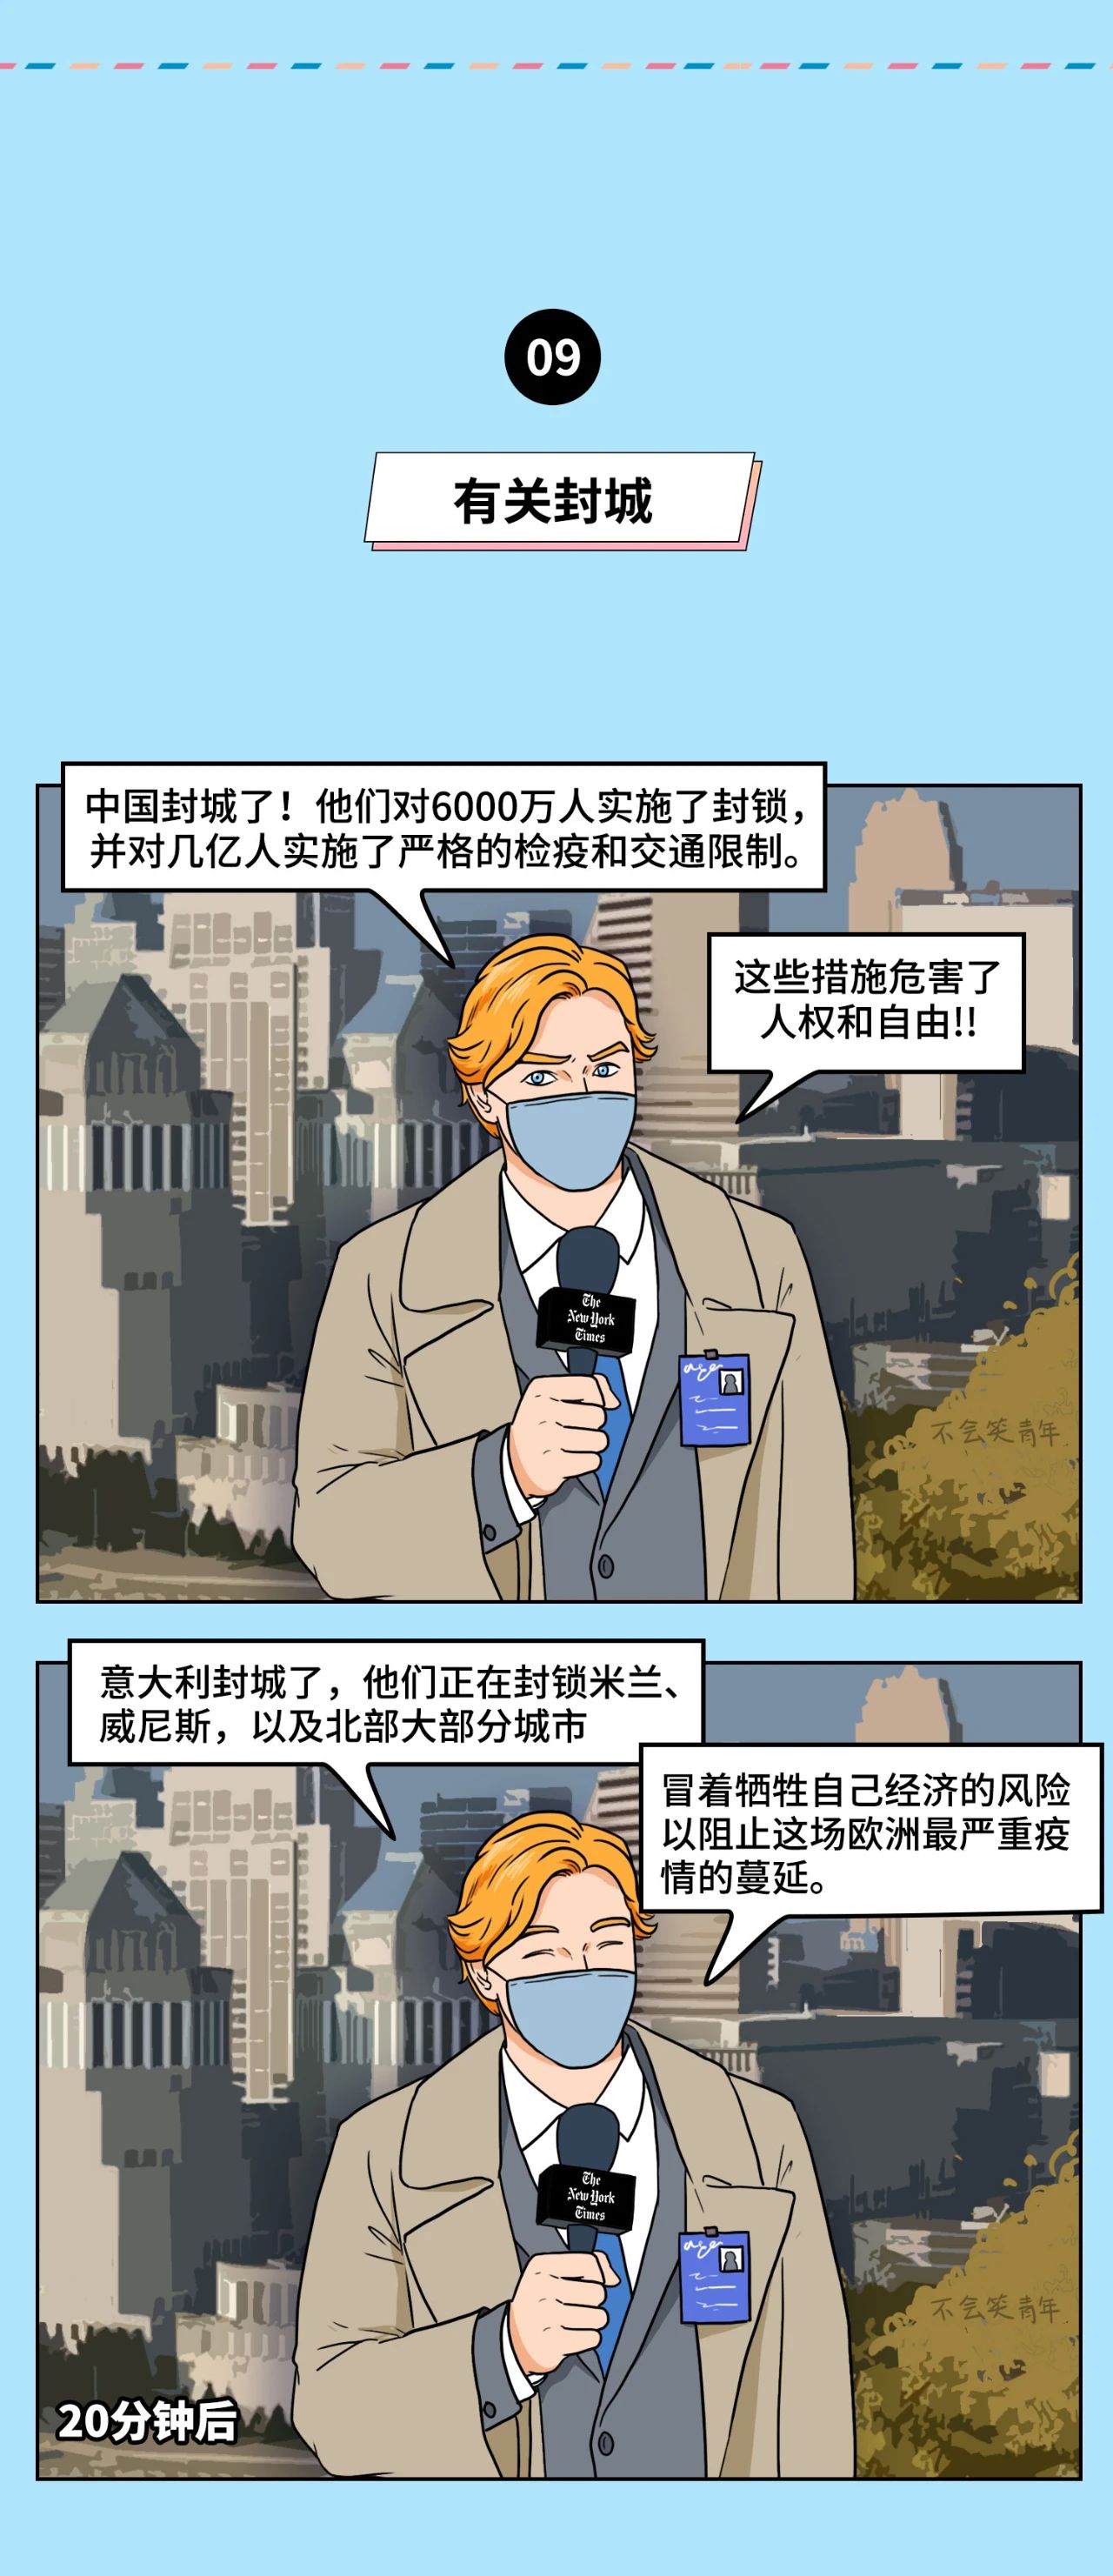 09
有关封城
中国封城了！他们对6000万人实施了封锁，
并对几亿人实施了严格的检疫和交通限制。
这些措施危害了
人权和自由!!
The
New York
Times
不会笑青年
意大利封城了，他们正在封锁米兰、
威尼斯，以及北部大部分城市
冒着牺牲自己经济的风险
以阻止这场欧洲最严重疫
情的蔓延。
The
New York
Times
不会笑青年
20分钟后